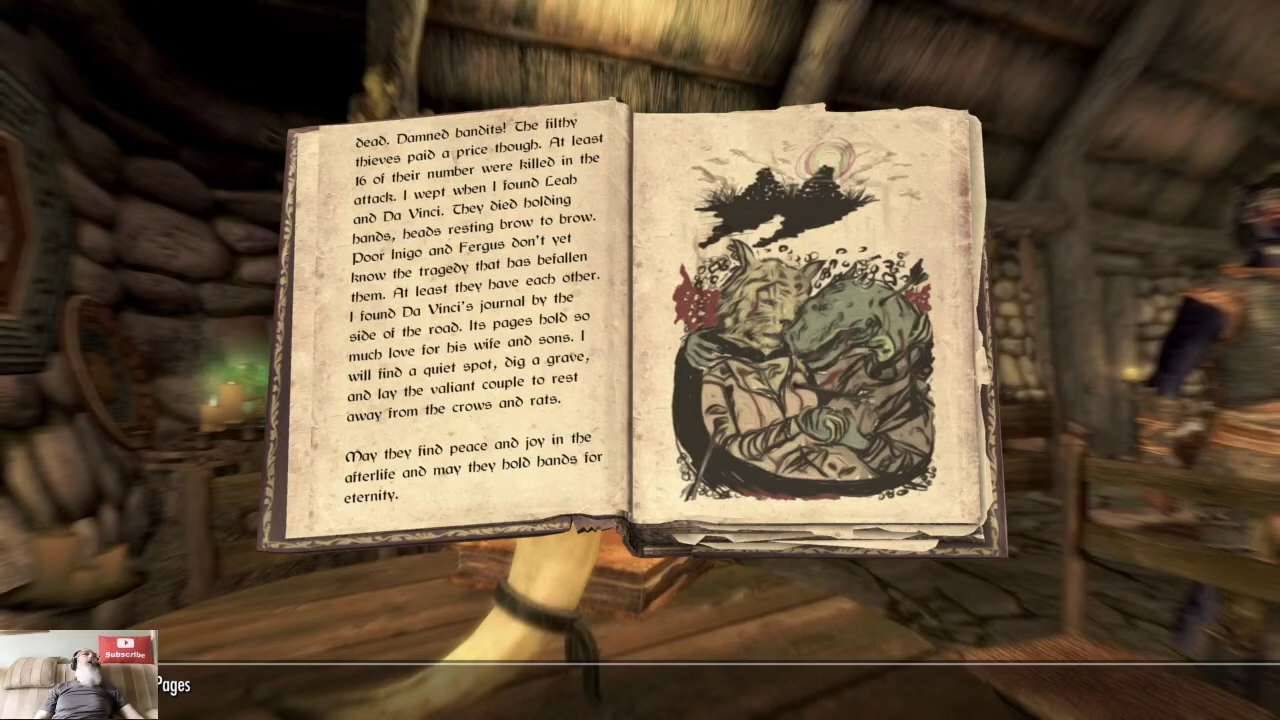 dead. Damned bandits! The filthy
thieves paid a price though. At least
16 of their number were killed in the
attack. I wept when I found Leah
and Da Vinci. They died holding
hands, heads resting brow to brow.
Poor Inigo and Fergus don't yet
know the tragedy that has befallen
them. At least they have each other.
I found Da Vinci's journal by the
side of the road. Its pages hold so
much love for his wife and sons. I
will find a quiet spot, dig a grave,
and lay the valiant couple to rest
away from the crows and rats.
May they find peace and joy in the
afterlife and may they hold hands for
eternity.
Subscribe
Pages